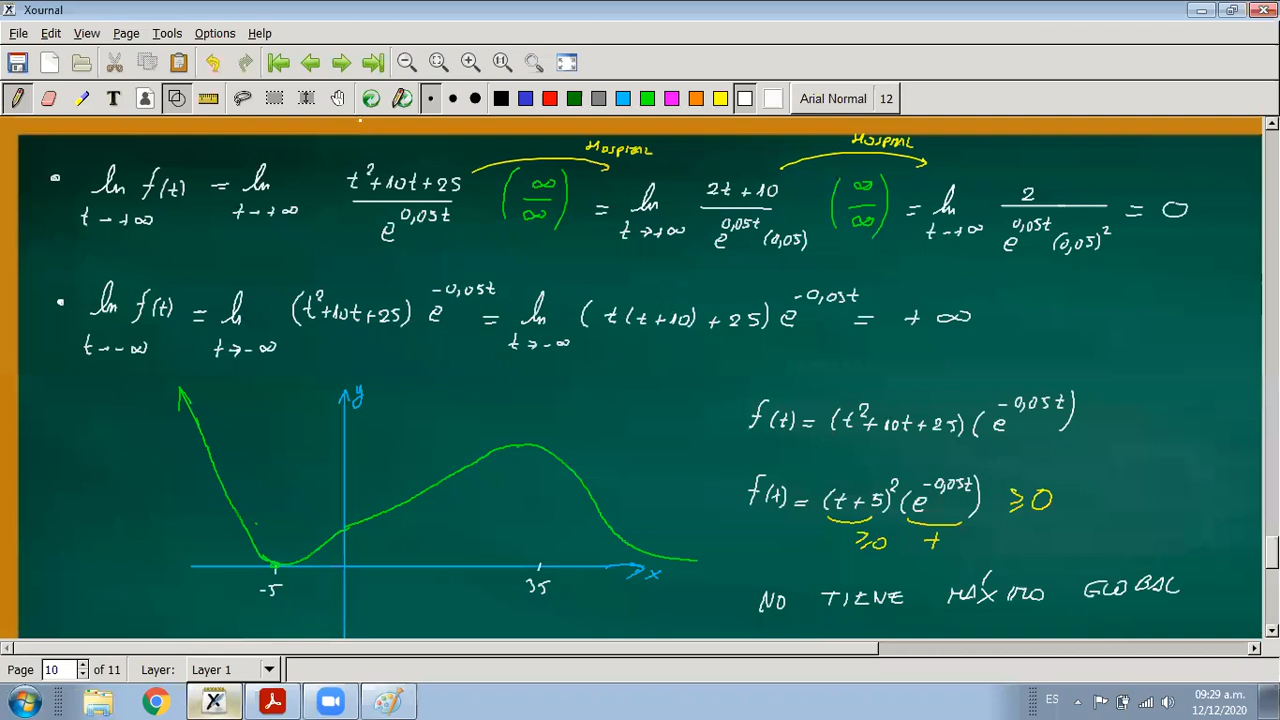 Xournal
File Edit View Page Tools Options Help
Arial Normal 12
HOSPITAL HOSPITAL
• lim f(t) = lim t²+10t+25 / e^{0,05t} (∞/∞) = lim 2t+10 / e^{0,05t}(0,05) (∞/∞) = lim 2 / e^{0,05t}(0,05)² = 0
t→+∞ t→+∞ t→+∞ t→+∞
• lim f(t) = lim (t²+10t+25) e^{-0,05t} = lim (t(t+10)+25) e^{-0,05t} = +∞
t→-∞ t→-∞ t→-∞
y
f(t) = (t²+10t+25)(e^{-0,05t})
f(t) = (t+5)²(e^{-0,05t}) ≥0
≥0 +
x
-5 35
NO TIENE MÁXIMO GLOBAL
Page 10 of 11 Layer: Layer 1
ES 09:29 a.m.
12/12/2020